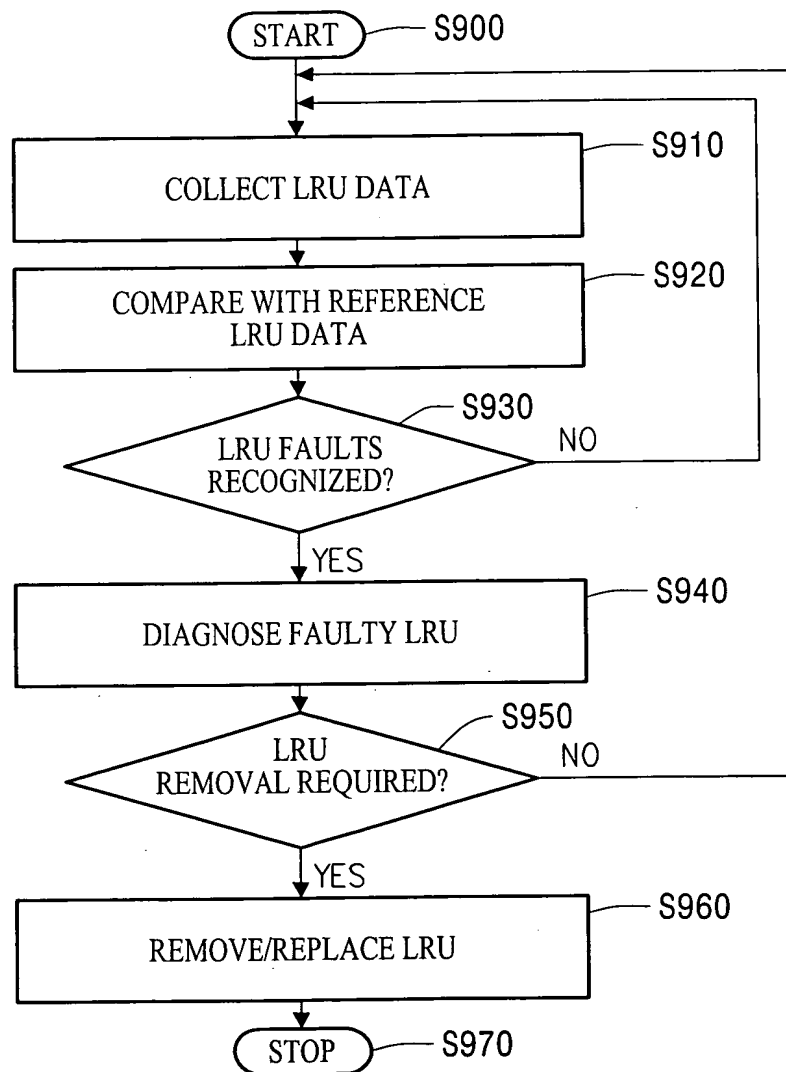 START
S900
S910
COLLECT LRU DATA
S920
COMPARE WITH REFERENCE
LRU DATA
S930
LRU FAULTS
RECOGNIZED?
NO
YES
S940
DIAGNOSE FAULTY LRU
S950
LRU
REMOVAL REQUIRED?
NO
YES
S960
REMOVE/REPLACE LRU
STOP
S970